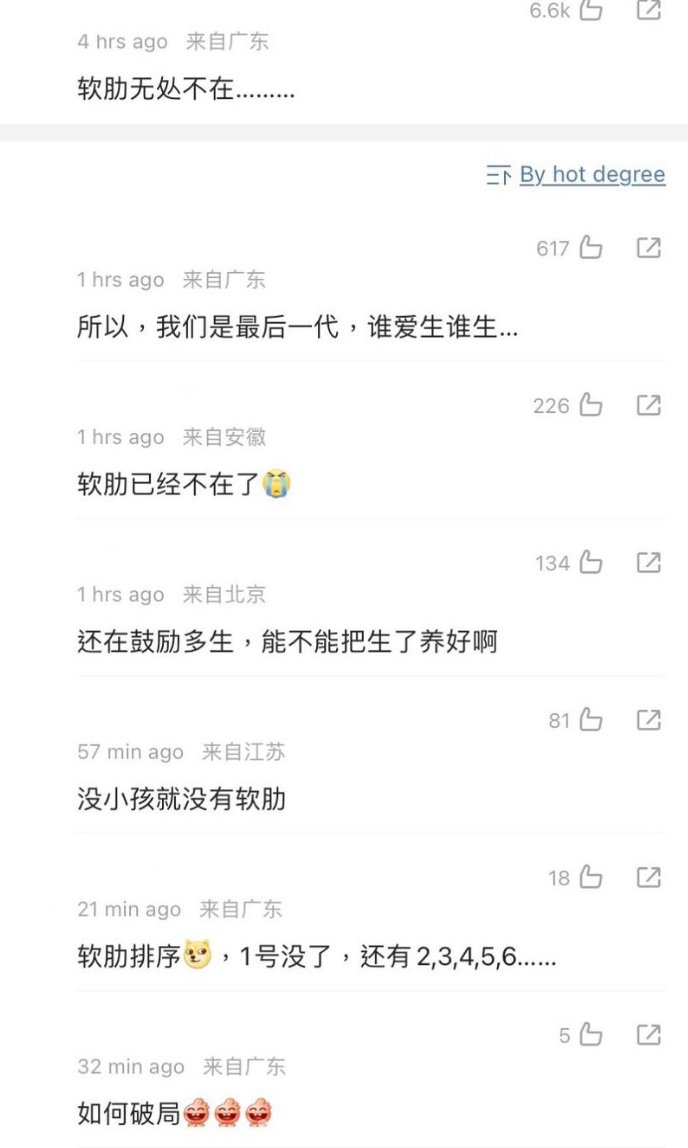 6.6k
4 hrs ago 来自广东
软肋无处不在………
By hot degree
617
1 hrs ago 来自广东
所以，我们是最后一代，谁爱生谁生…
226
1 hrs ago 来自安徽
软肋已经不在了😭
134
1 hrs ago 来自北京
还在鼓励多生，能不能把生了养好啊
81
57 min ago 来自江苏
没小孩就没有软肋
18
21 min ago 来自广东
软肋排序，1号没了，还有2,3,4,5,6……
5
32 min ago 来自广东
如何破局